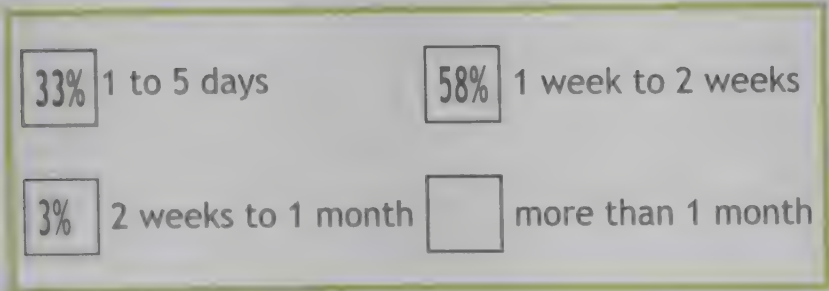 33% 1 to 5 days 58% 1 week to 2 weeks
3% 2 weeks to 1 month more than 1 month